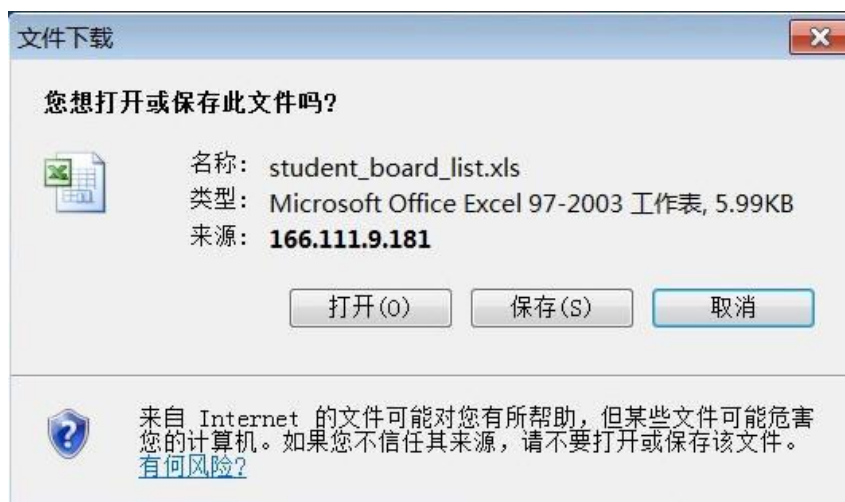 文件下载
您想打开或保存此文件吗?
名称: student_board_list.xls
类型: Microsoft Office Excel 97-2003 工作表, 5.99KB
来源: 166.111.9.181
打开(O) 保存(S) 取消
来自 Internet 的文件可能对您有所帮助，但某些文件可能危害
您的计算机。如果您不信任其来源，请不要打开或保存该文件。
有何风险?